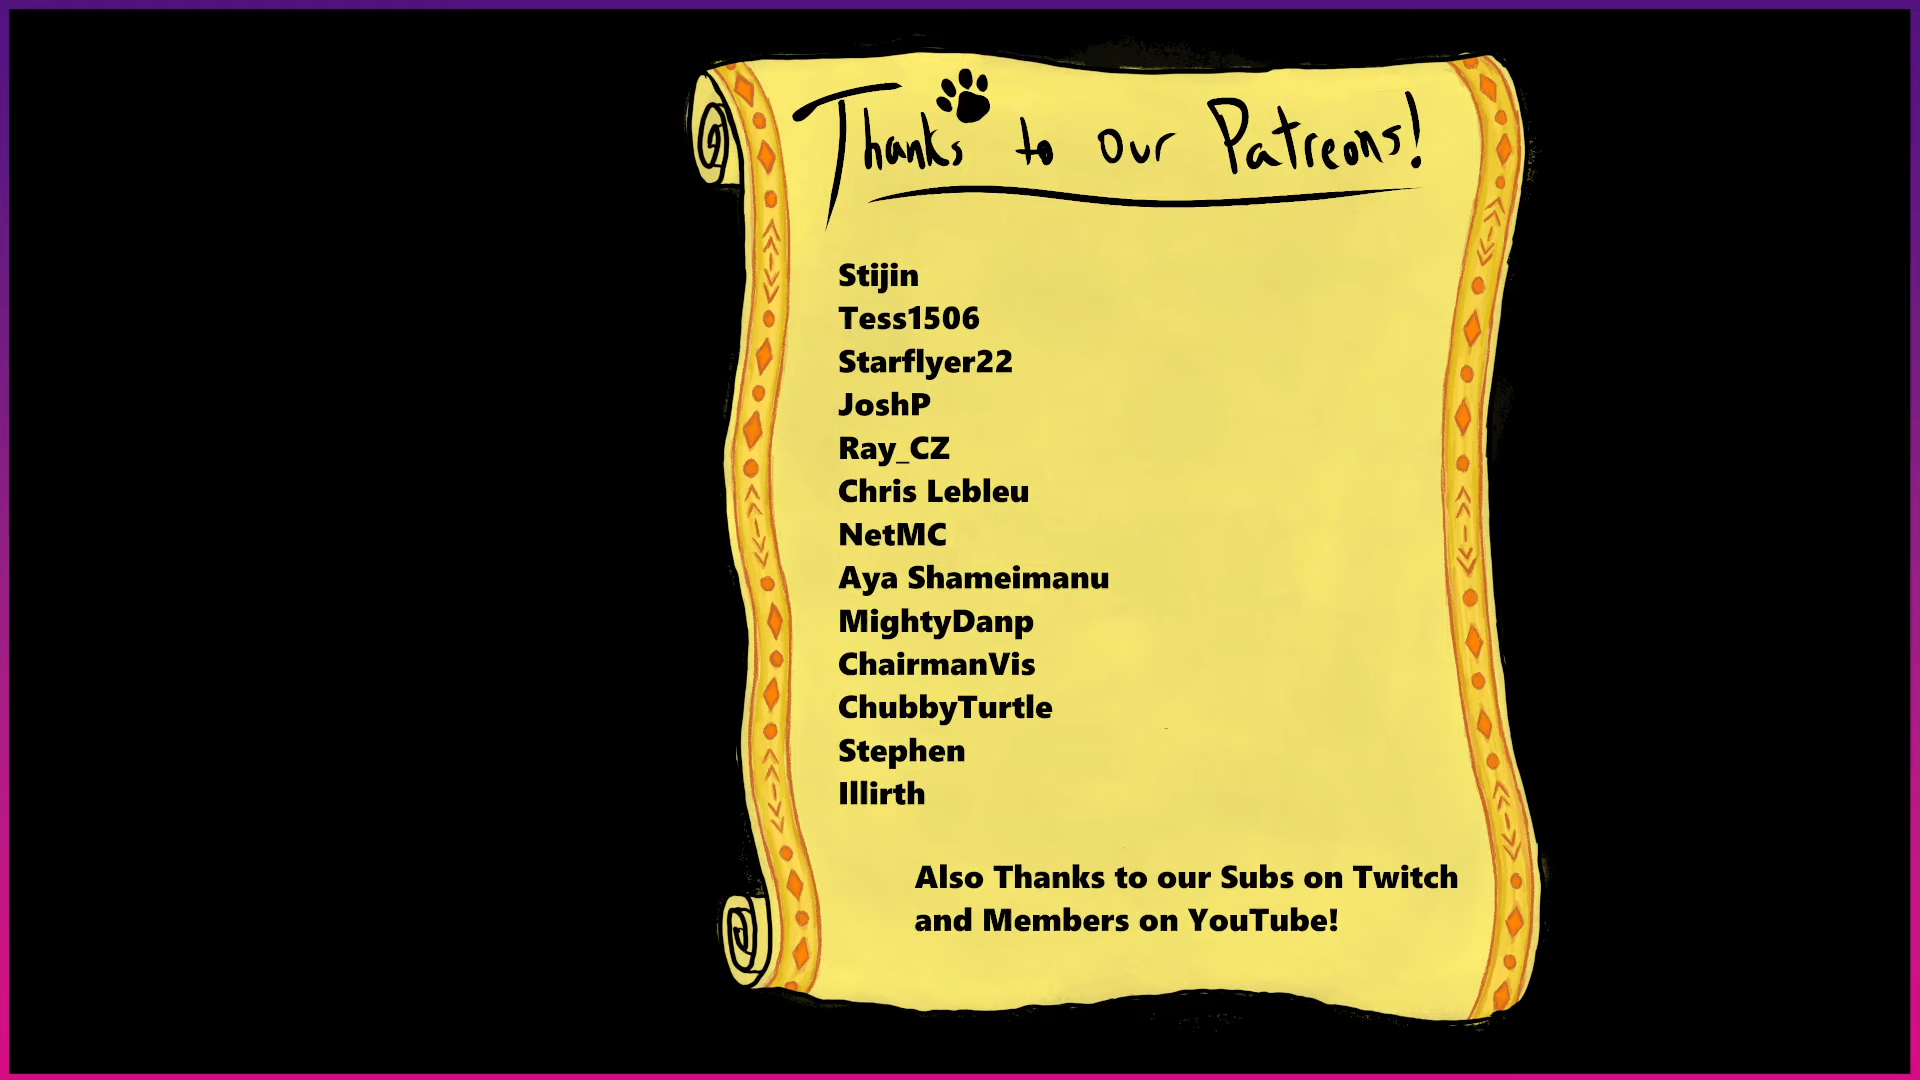 Thanks to our Patreons!
Stijin
Tess1506
Starflyer22
JoshP
Ray_CZ
Chris Lebleu
NetMC
Aya Shameimanu
MightyDanp
ChairmanVis
ChubbyTurtle
Stephen
Illirth
Also Thanks to our Subs on Twitch
and Members on YouTube!